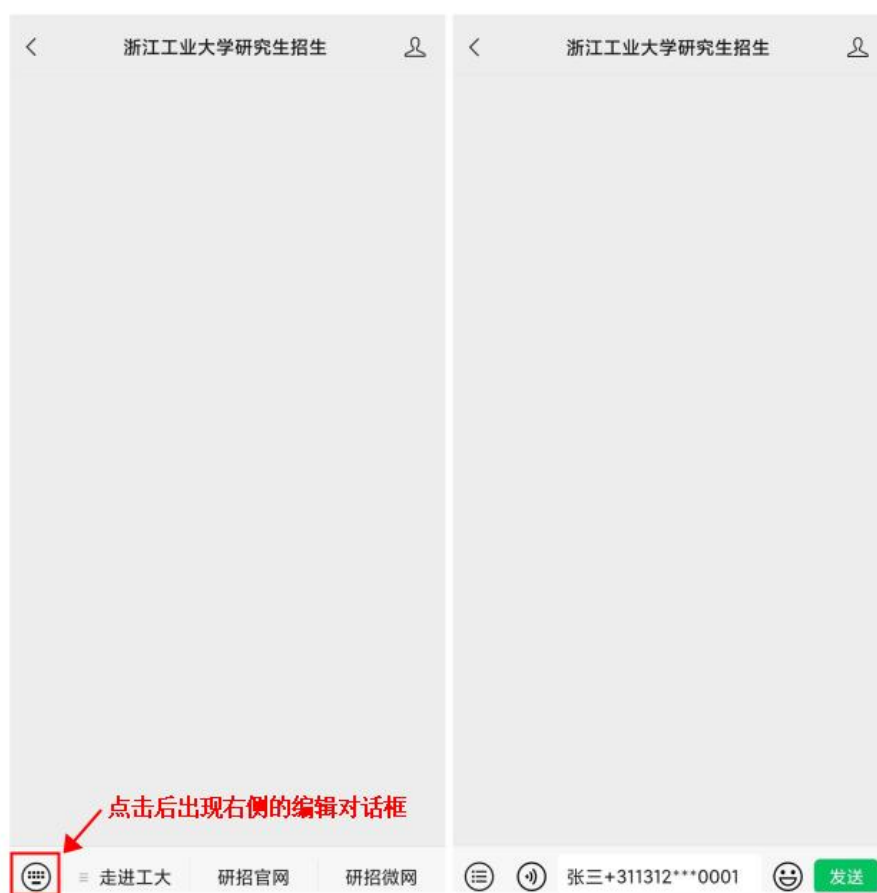 浙江工业大学研究生招生
浙江工业大学研究生招生
点击后出现右侧的编辑对话框
走进工大
研招官网
研招微网
张三+311312***0001
发送